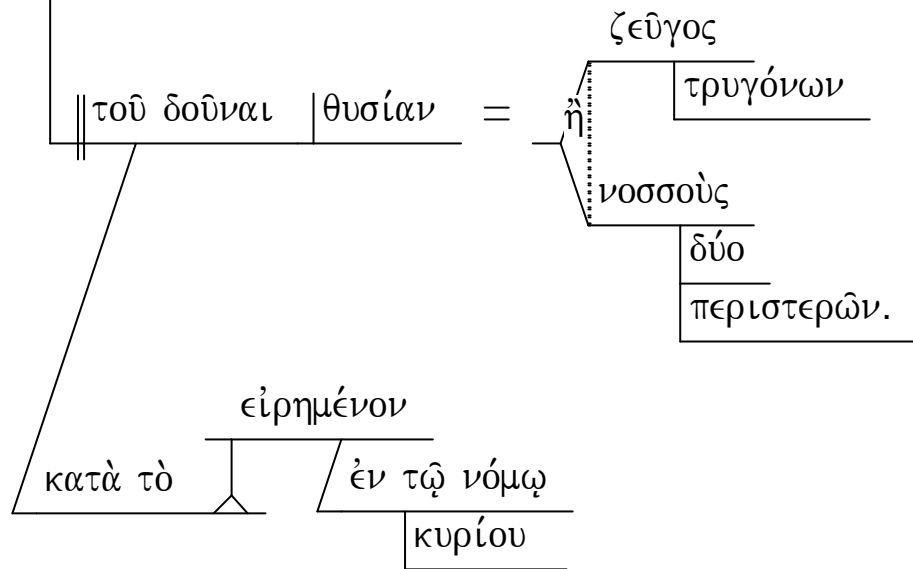 ζεῦγος
τρυγόνων
τοῦ δοῦναι θυσίαν = ἢ
νοσσοὺς
δύο
περιστερῶν.
εἰρημένον
κατὰ τὸ ἐν τῷ νόμῳ
κυρίου